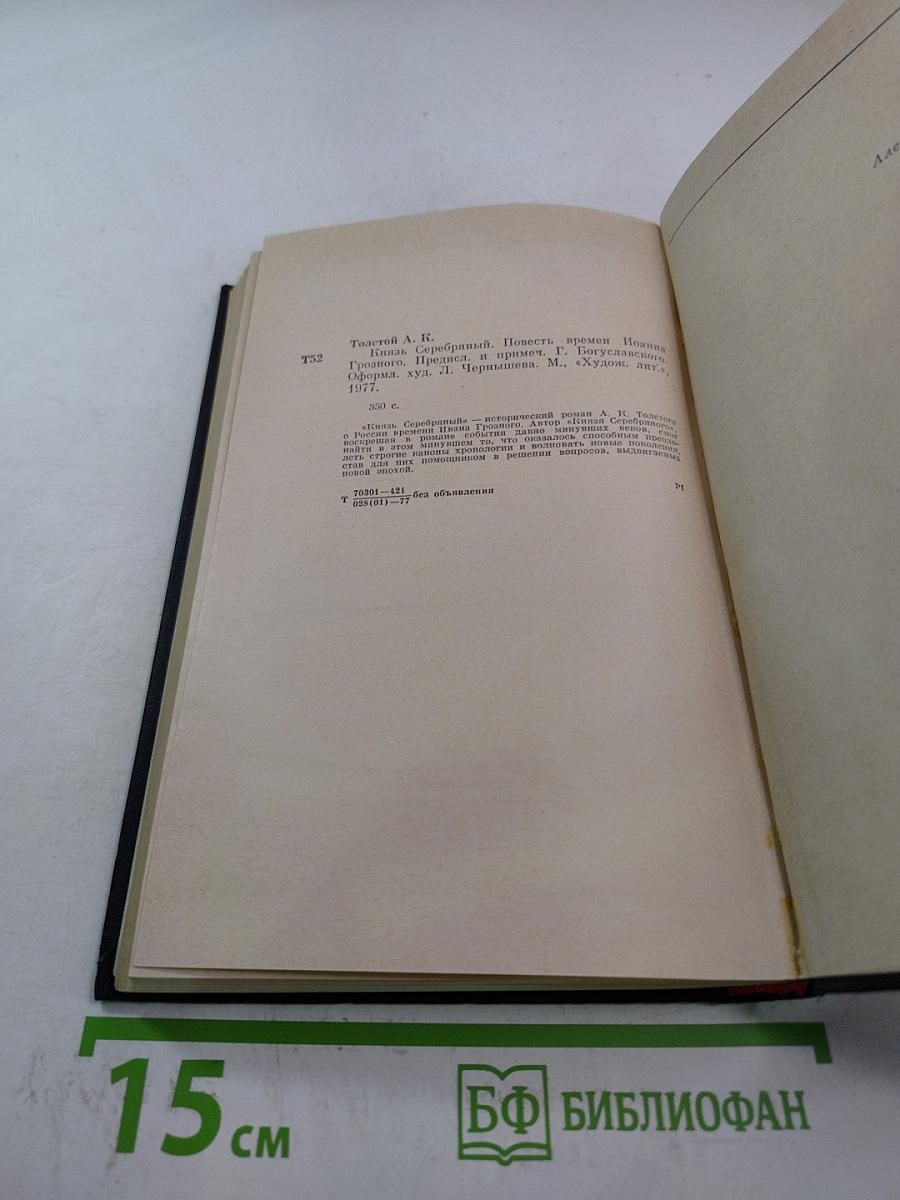 Толстой А. К.
Т52
Князь Серебряный. Повесть времен Иоанна
Грозного. Предисл. и примеч. Г. Богуславского.
Оформл. худ. Л. Чернышева. М., «Худож. лит.»,
1977.
350 с.
«Князь Серебряный» — исторический роман А. К. Толстого
о России времени Ивана Грозного. Автор «Князя Серебряного»,
воскрешая в романе события давно минувших веков, смог
найти в этом минувшем то, что оказалось способным преодо-
леть строгие каноны хронологии и волновать новые поколения,
став для них помощником в решении вопросов, выдвигаемых
новой эпохой.
Т 70301—421
028(01)—77 без объявления
Р1
Але
15 см
БФ БИБЛИОФАН